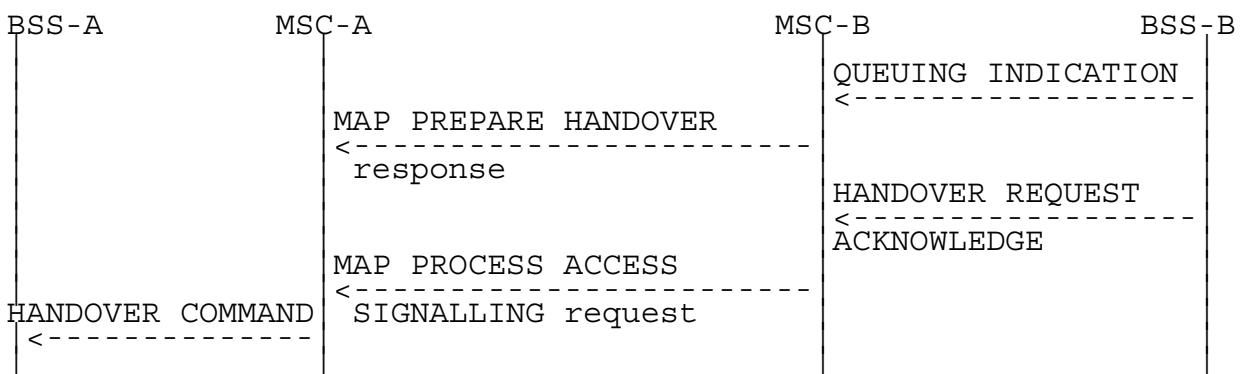 BSS-A MSC-A MSC-B BSS-B
QUEUING INDICATION
MAP PREPARE HANDOVER
response
HANDOVER REQUEST
ACKNOWLEDGE
MAP PROCESS ACCESS
HANDOVER COMMAND SIGNALLING request